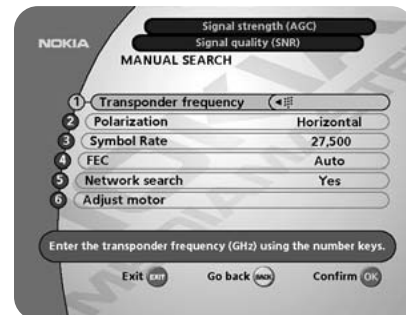 Signal strength (AGC)
NOKIA
Signal quality (SNR)
MANUAL SEARCH
1 Transponder frequency
2 Polarization Horizontal
3 Symbol Rate 27,500
4 FEC Auto
5 Network search Yes
6 Adjust motor
Enter the transponder frequency (GHz) using the number keys.
Exit EXIT Go back BACK Confirm OK